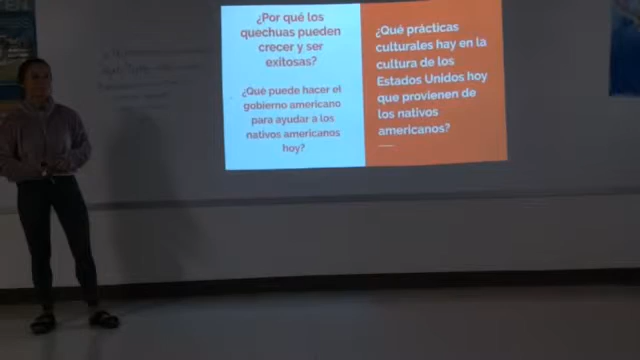 ¿Por qué los
quechuas pueden
crecer y ser
exitosas?
¿Qué puede hacer el
gobierno americano
para ayudar a los
nativos americanos
hoy?
¿Qué prácticas
culturales hay en la
cultura de los
Estados Unidos hoy
que provienen de
los nativos
americanos?